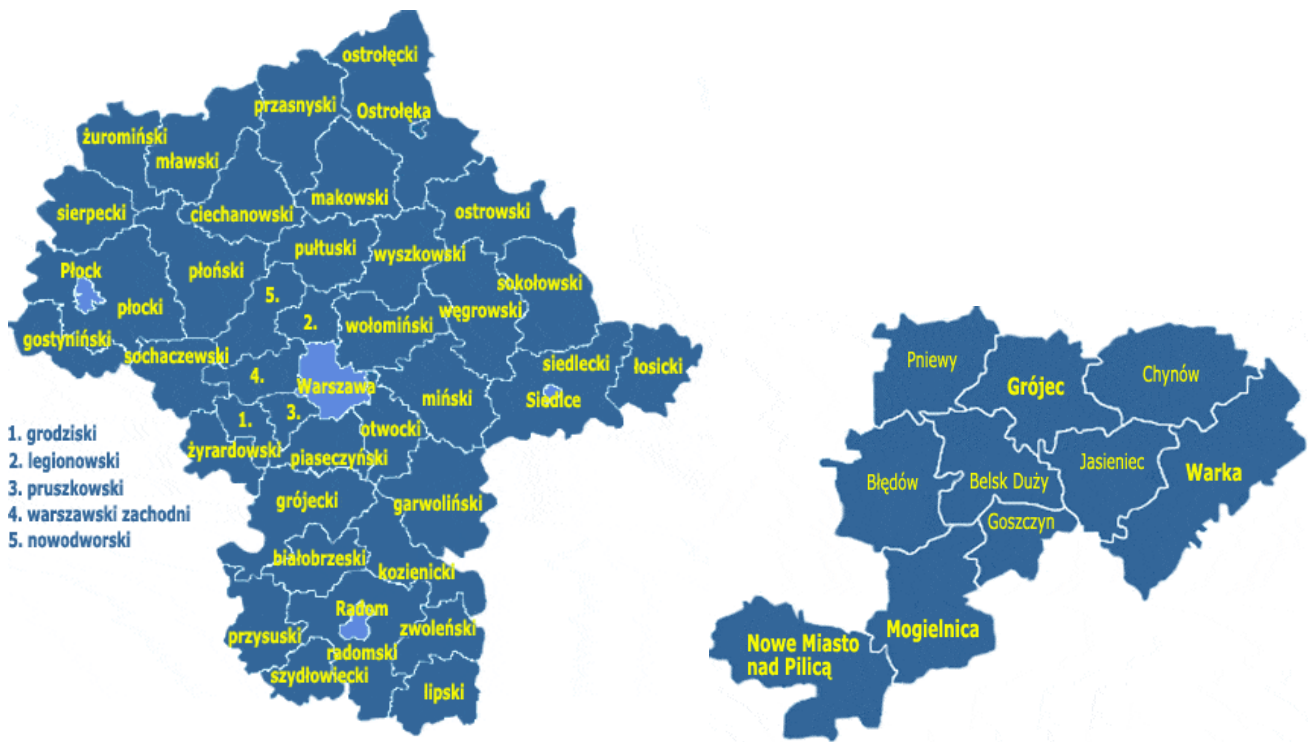 ostrołęcki
przasnyski
Ostrołęka
żuromiński
mławski
makowski
sierpecki
ciechanowski
ostrowski
pułtuski
wyszkowski
Płock
płoński
sokołowski
5.
płocki
węgrowski
2.
wołomiński
gostyniński
sochaczewski
siedlecki
łosicki
4.
Warszawa
miński
Siedlce
1.
3.
otwocki
żyrardowski
piaseczyński
1. grodziski
2. legionowski
3. pruszkowski
4. warszawski zachodni
5. nowodworski
grójecki
garwoliński
białobrzeski
kozienicki
Radom
przysuski
zwoleński
radomski
szydłowiecki
lipski
Pniewy
Grójec
Chynów
Błędów
Belsk Duży
Jasieniec
Warka
Goszczyn
Mogielnica
Nowe Miasto
nad Pilicą